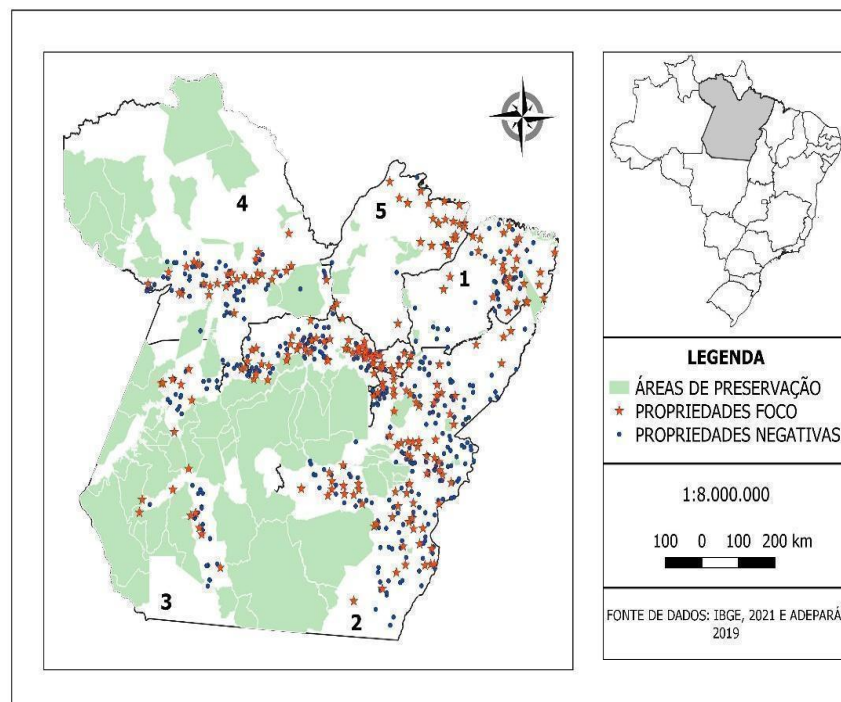 4
5
1
3
2
LEGENDA
ÁREAS DE PRESERVAÇÃO
PROPRIEDADES FOCO
PROPRIEDADES NEGATIVAS
1:8.000.000
100 0 100 200 km
FONTE DE DADOS: IBGE, 2021 E ADEPARÁ
2019